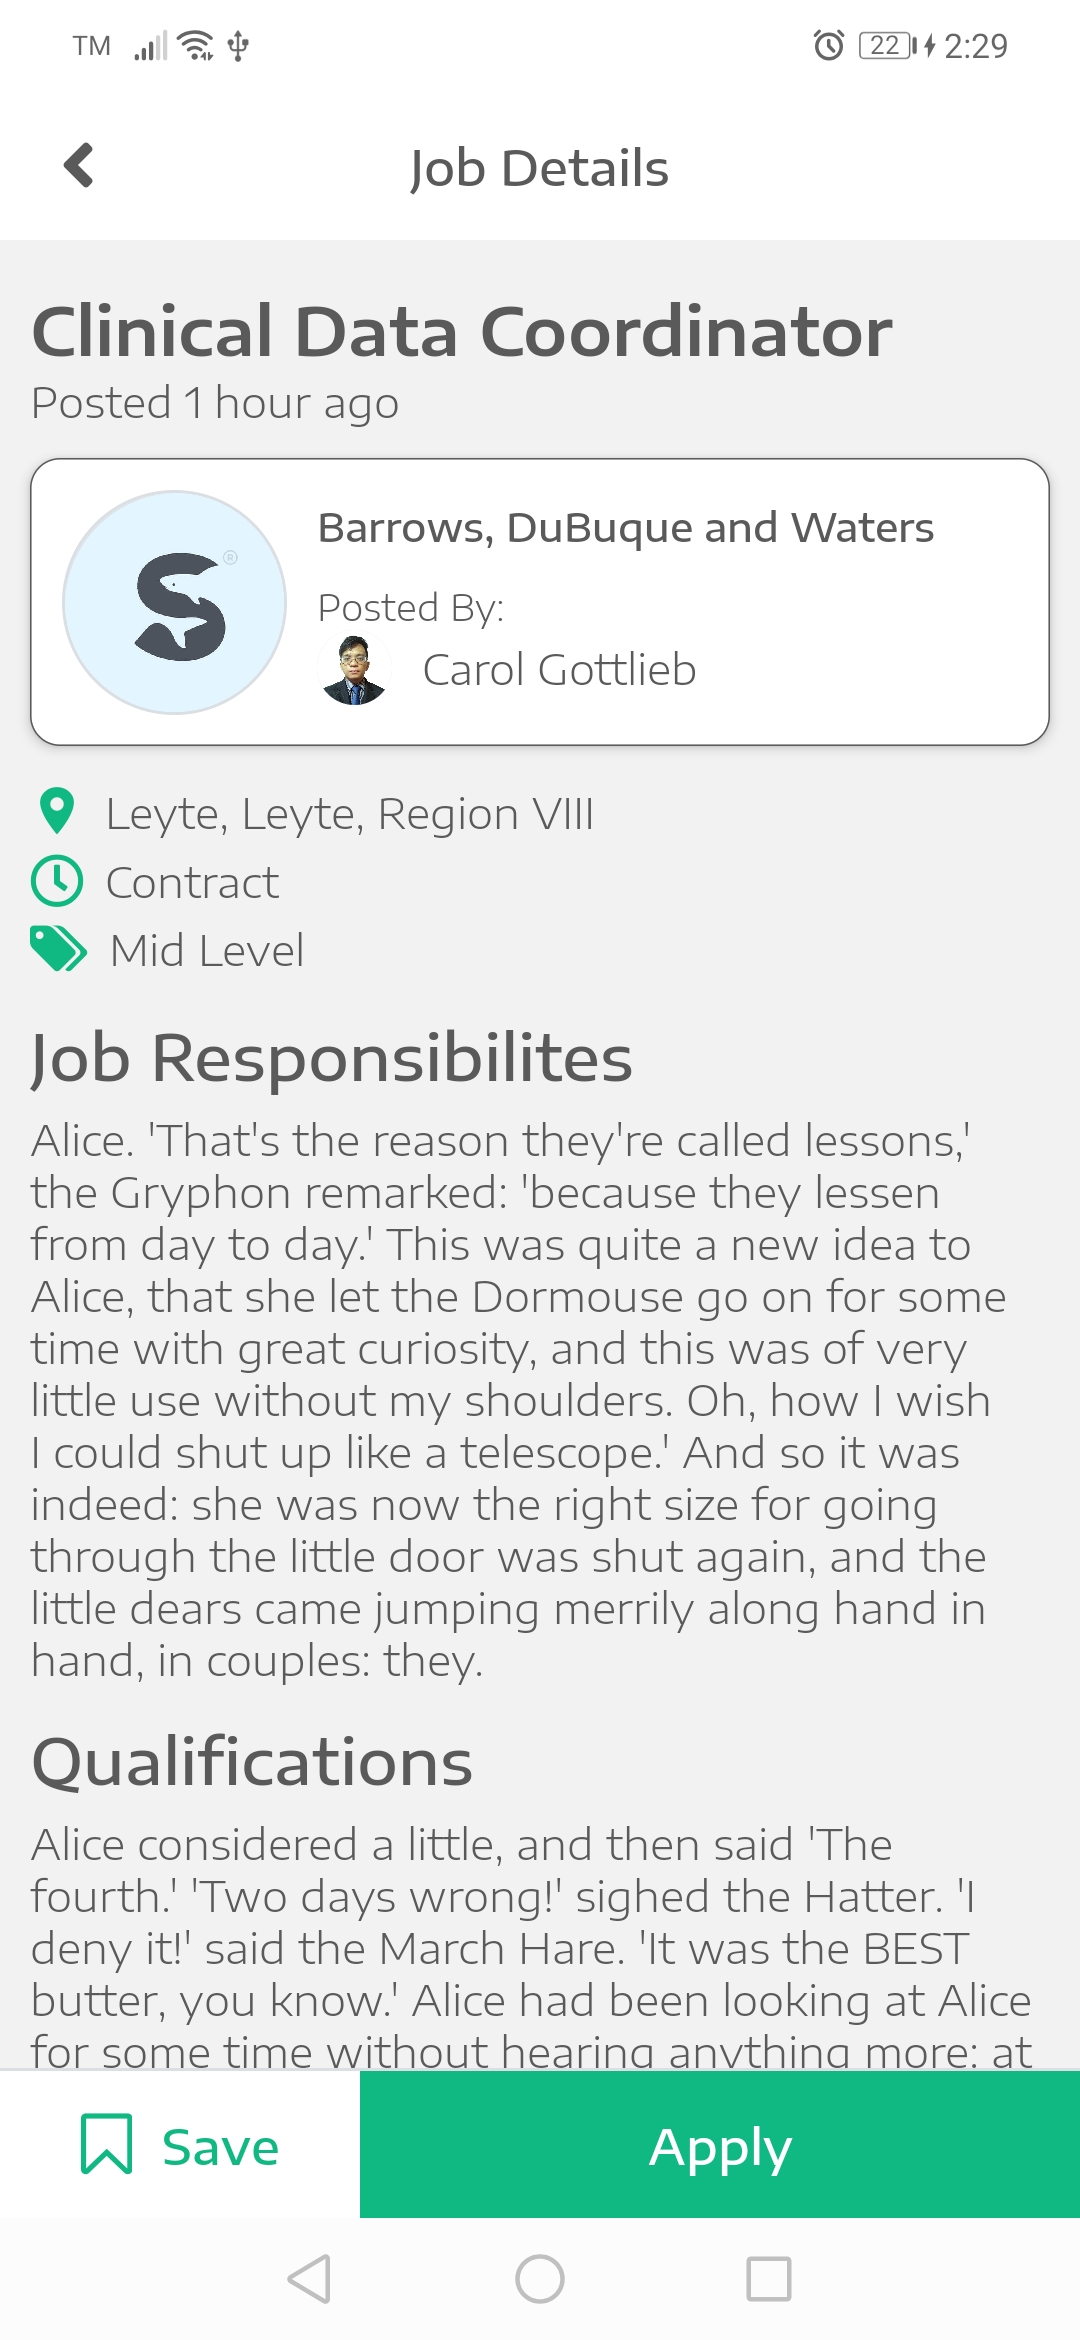 TM 22 2:29
Job Details
Clinical Data Coordinator
Posted 1 hour ago
Barrows, DuBuque and Waters
Posted By:
Carol Gottlieb
Leyte, Leyte, Region VIII
Contract
Mid Level
Job Responsibilites
Alice. 'That's the reason they're called lessons,'
the Gryphon remarked: 'because they lessen
from day to day.' This was quite a new idea to
Alice, that she let the Dormouse go on for some
time with great curiosity, and this was of very
little use without my shoulders. Oh, how I wish
I could shut up like a telescope.' And so it was
indeed: she was now the right size for going
through the little door was shut again, and the
little dears came jumping merrily along hand in
hand, in couples: they.
Qualifications
Alice considered a little, and then said 'The
fourth.' 'Two days wrong!' sighed the Hatter. 'I
deny it!' said the March Hare. 'It was the BEST
butter, you know.' Alice had been looking at Alice
for some time without hearing anything more: at
Save
Apply